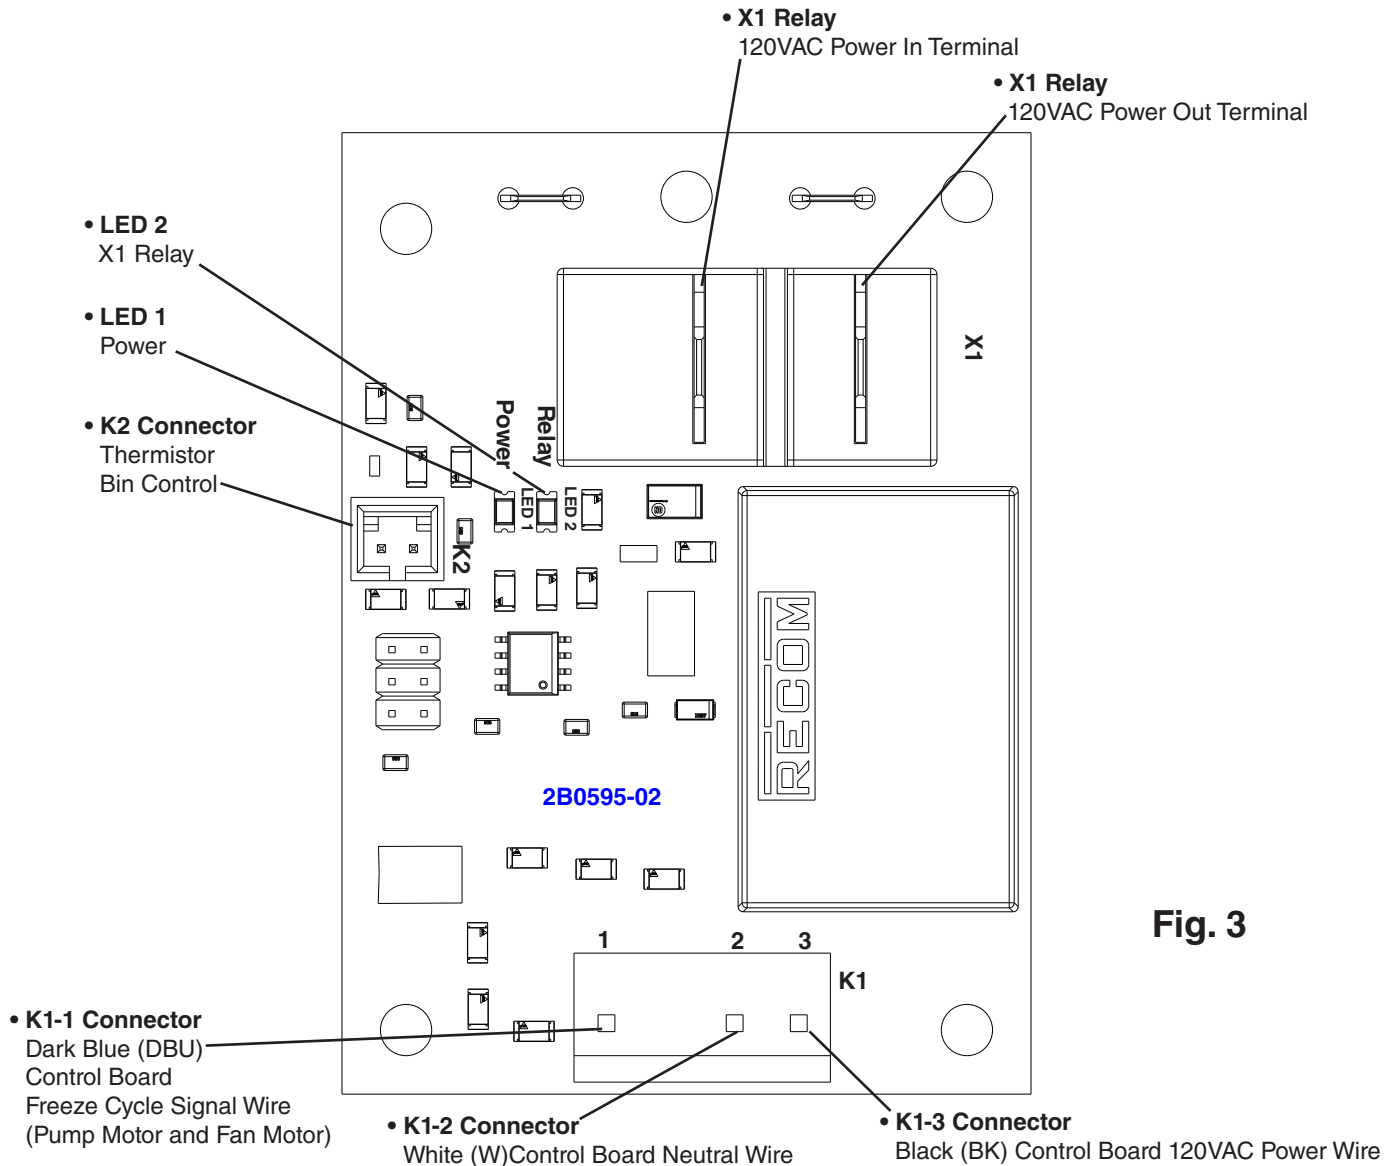 • X1 Relay
120VAC Power In Terminal
• X1 Relay
120VAC Power Out Terminal
• LED 2
X1 Relay
• LED 1
Power
• K2 Connector
Thermistor
Bin Control
X1
Power
Relay
LED 1
LED 2
K2
RECOM
2B0595-02
Fig. 3
1 2 3
K1
• K1-1 Connector
Dark Blue (DBU)
Control Board
Freeze Cycle Signal Wire
(Pump Motor and Fan Motor)
• K1-2 Connector
White (W)Control Board Neutral Wire
• K1-3 Connector
Black (BK) Control Board 120VAC Power Wire